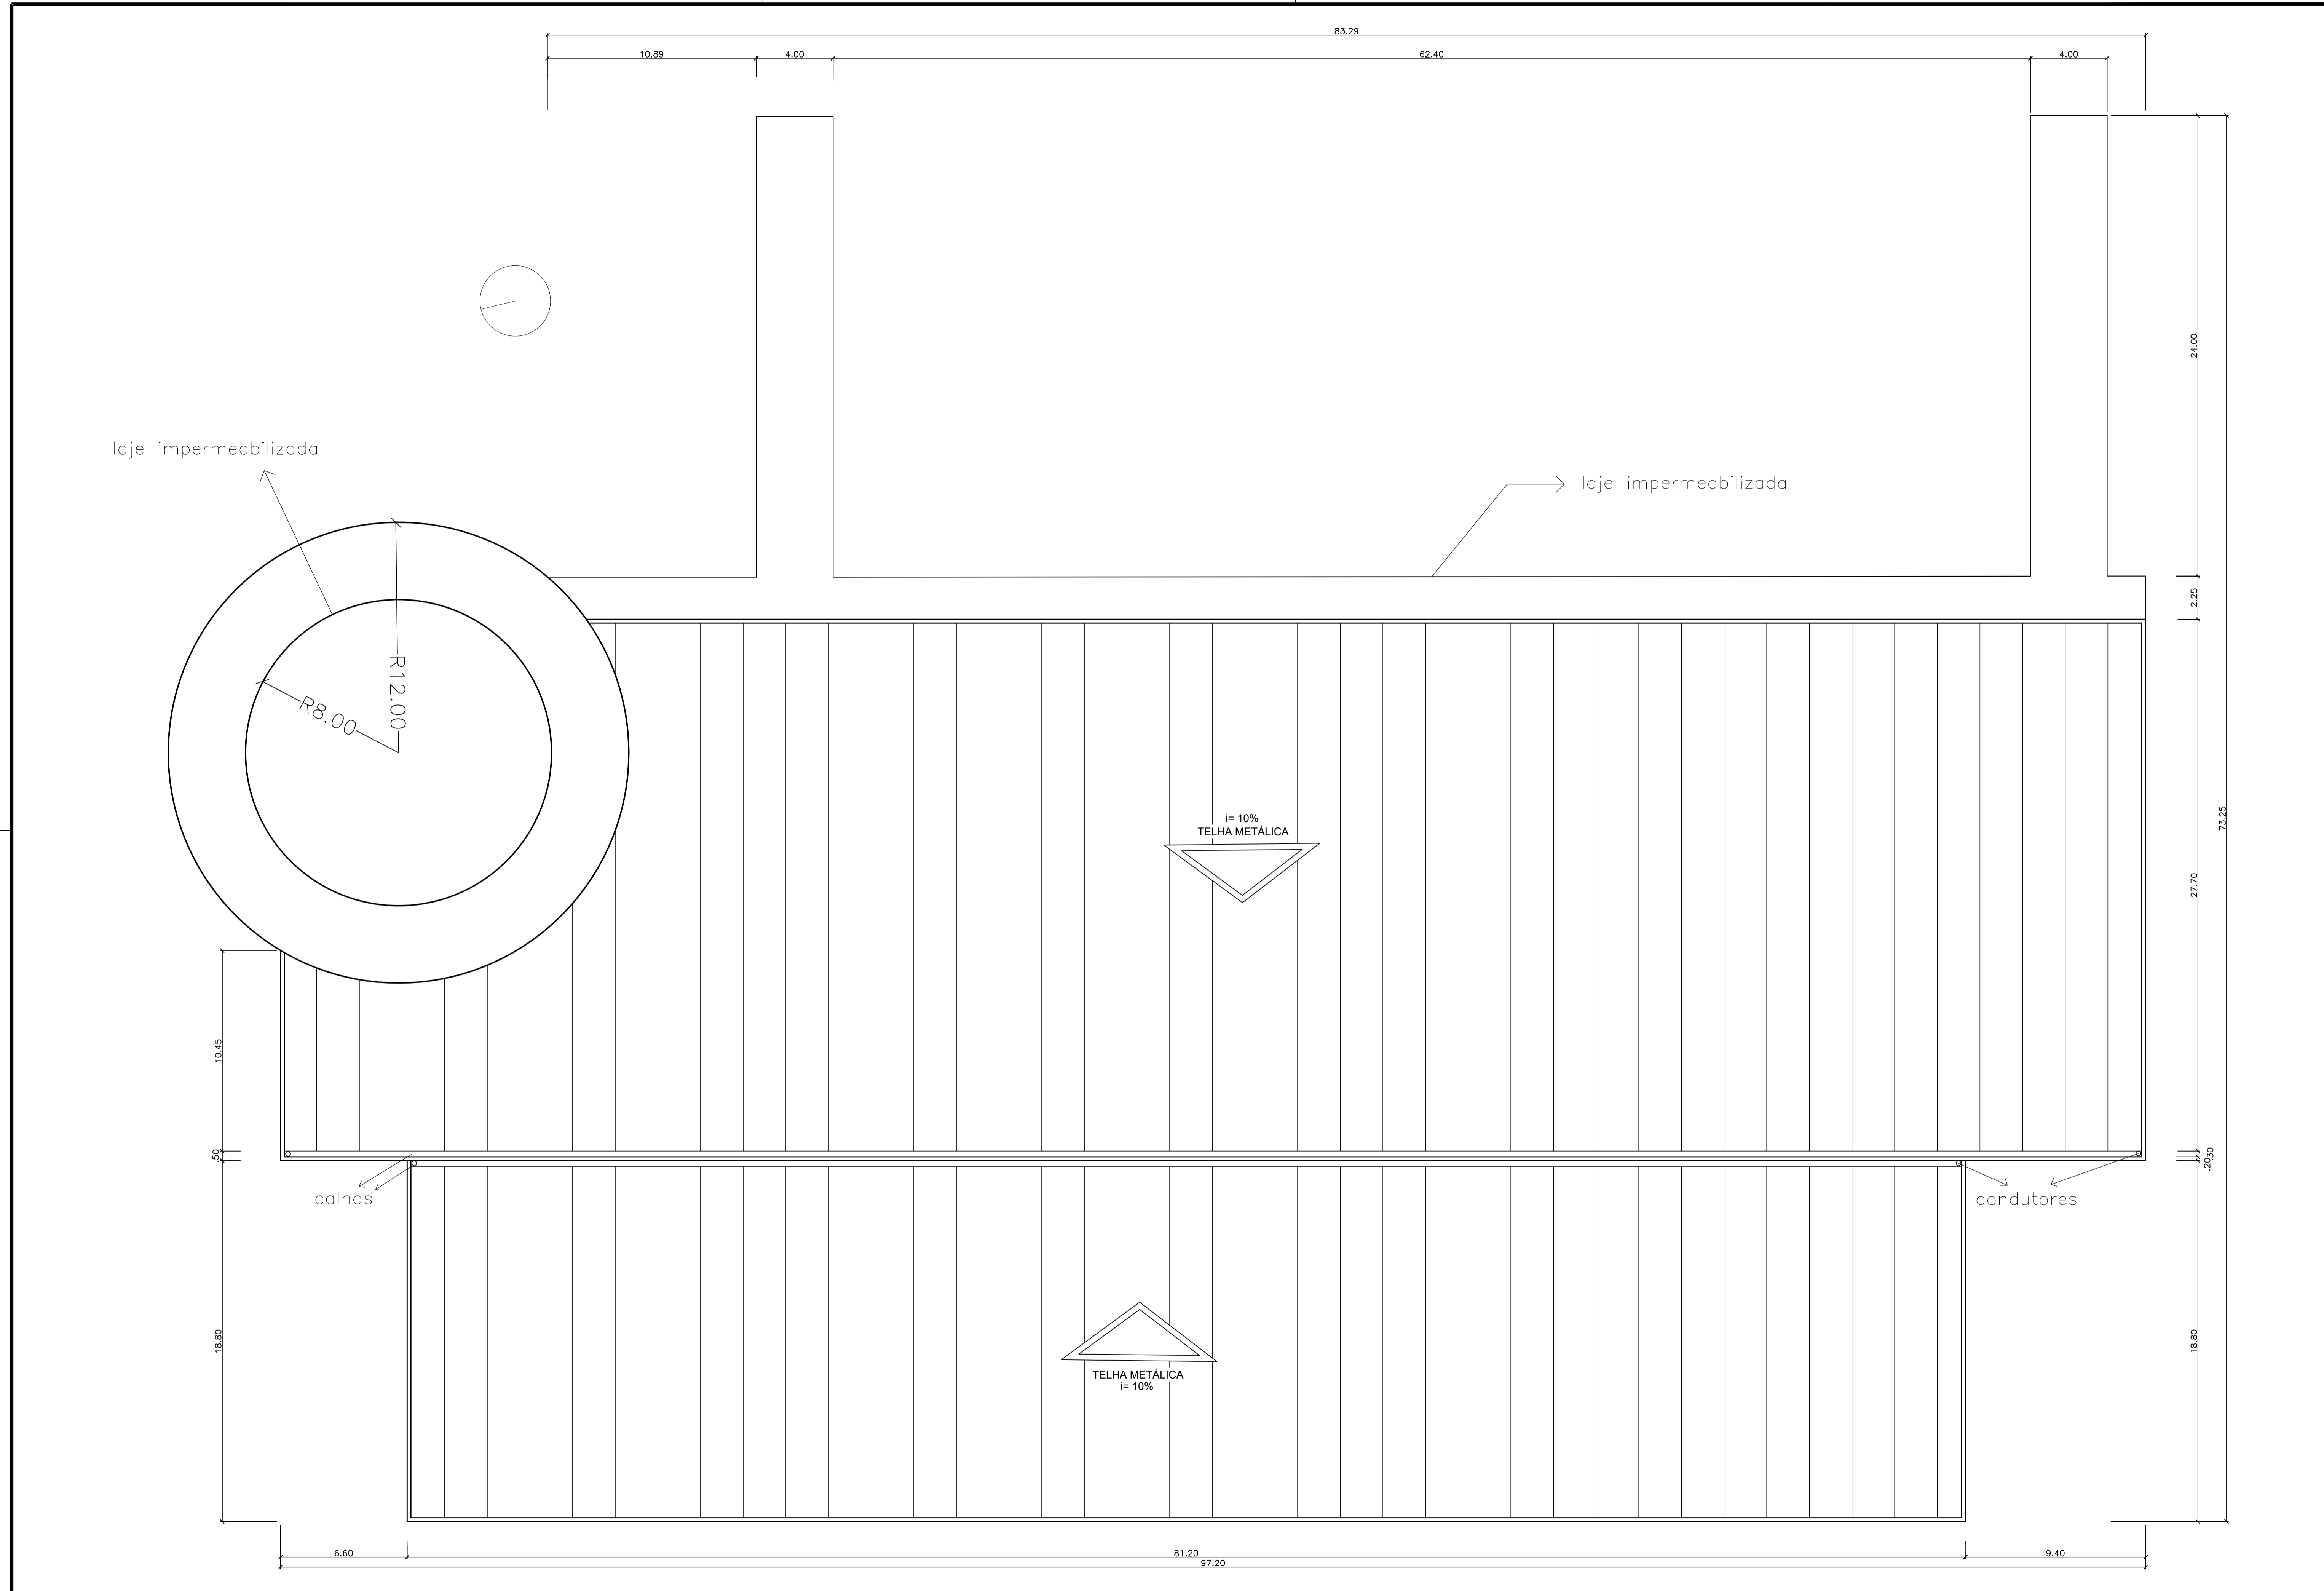 83.29
10.89
4.00
62.40
4.00
24.00
laje impermeabilizada
laje impermeabilizada
2.25
R12.00
R8.00
i= 10%
TELHA METÁLICA
73.25
27.70
10.45
.50
.30
.20
calhas
condutores
18.80
18.80
TELHA METÁLICA
i= 10%
6.60
81.20
9.40
97.20